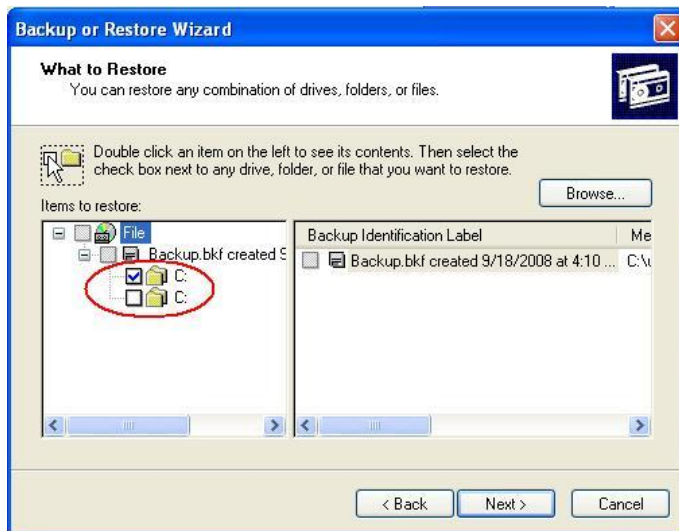 Backup or Restore Wizard
What to Restore
You can restore any combination of drives, folders, or files.
Double click an item on the left to see its contents. Then select the
check box next to any drive, folder, or file that you want to restore.
Browse...
Items to restore:
File
Backup.bkf created 9
C:
C:
Backup Identification Label Me
Backup.bkf created 9/18/2008 at 4:10 ... C:\
< Back Next > Cancel